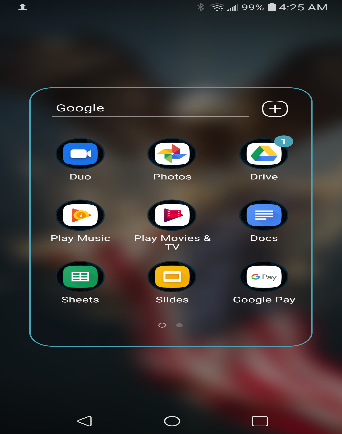 99% 4:25 AM
Google
1
Duo Photos Drive
Play Music Play Movies & TV Docs
Sheets Slides G Pay Google Pay